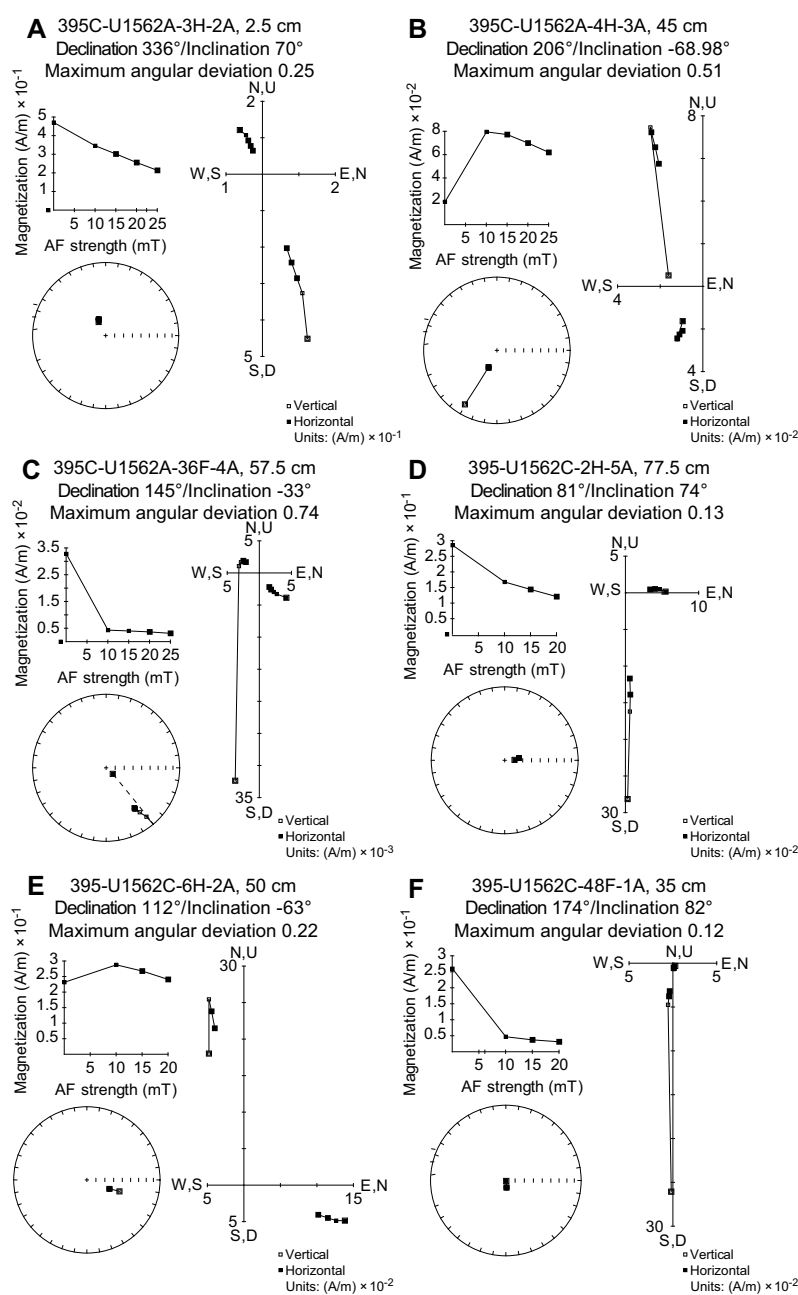 A 395C-U1562A-3H-2A, 2.5 cm
Declination 336°/Inclination 70°
Maximum angular deviation 0.25
Magnetization (A/m) × 10-1
5
4
3
2
1
5 10 15 20 25
AF strength (mT)
N,U
2
W,S E,N
1 2
5
S,D
Vertical
Horizontal
Units: (A/m) × 10-1
B 395C-U1562A-4H-3A, 45 cm
Declination 206°/Inclination -68.98°
Maximum angular deviation 0.51
Magnetization (A/m) × 10-2
8
6
4
2
5 10 15 20 25
AF strength (mT)
N,U
8
W,S E,N
4
4
S,D
Vertical
Horizontal
Units: (A/m) × 10-2
C 395C-U1562A-36F-4A, 57.5 cm
Declination 145°/Inclination -33°
Maximum angular deviation 0.74
Magnetization (A/m) × 10-2
3.5
2.5
1.5
0.5
5 10 15 20 25
AF strength (mT)
N,U
5
W,S E,N
5 5
35
S,D
Vertical
Horizontal
Units: (A/m) × 10-3
D 395-U1562C-2H-5A, 77.5 cm
Declination 81°/Inclination 74°
Maximum angular deviation 0.13
Magnetization (A/m) × 10-1
3
2.5
2
1.5
1
0.5
5 10 15 20
AF strength (mT)
N,U
5
W,S E,N
10
30
S,D
Vertical
Horizontal
Units: (A/m) × 10-2
E 395-U1562C-6H-2A, 50 cm
Declination 112°/Inclination -63°
Maximum angular deviation 0.22
Magnetization (A/m) × 10-1
3
2.5
2
1.5
1
0.5
5 10 15 20
AF strength (mT)
N,U
30
W,S E,N
5 15
5
S,D
Vertical
Horizontal
Units: (A/m) × 10-2
F 395-U1562C-48F-1A, 35 cm
Declination 174°/Inclination 82°
Maximum angular deviation 0.12
Magnetization (A/m) × 10-1
3
2.5
2
1.5
1
0.5
5 10 15 20
AF strength (mT)
N,U
W,S E,N
5 5
30
S,D
Vertical
Horizontal
Units: (A/m) × 10-2